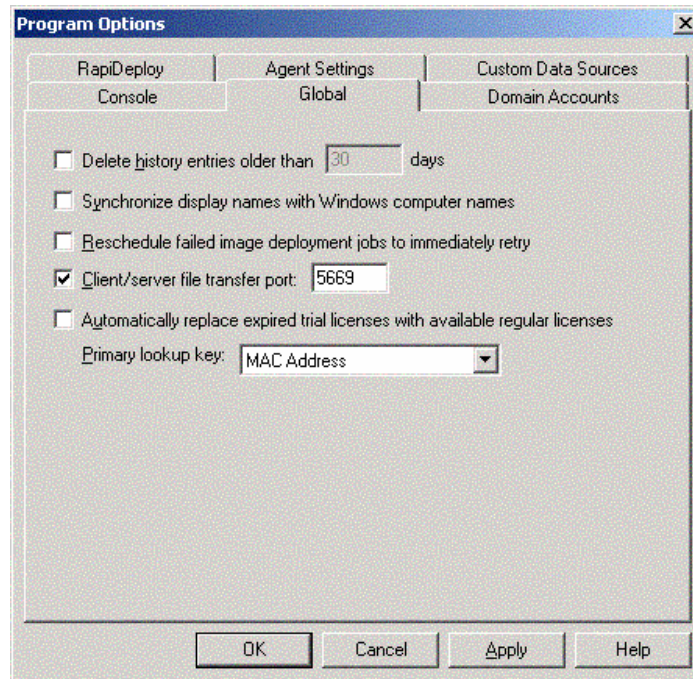 Program Options
RapiDeploy Agent Settings Custom Data Sources
Console Global Domain Accounts
Delete history entries older than 30 days
Synchronize display names with Windows computer names
Reschedule failed image deployment jobs to immediately retry
Client/server file transfer port: 5669
Automatically replace expired trial licenses with available regular licenses
Primary lookup key: MAC Address
OK Cancel Apply Help